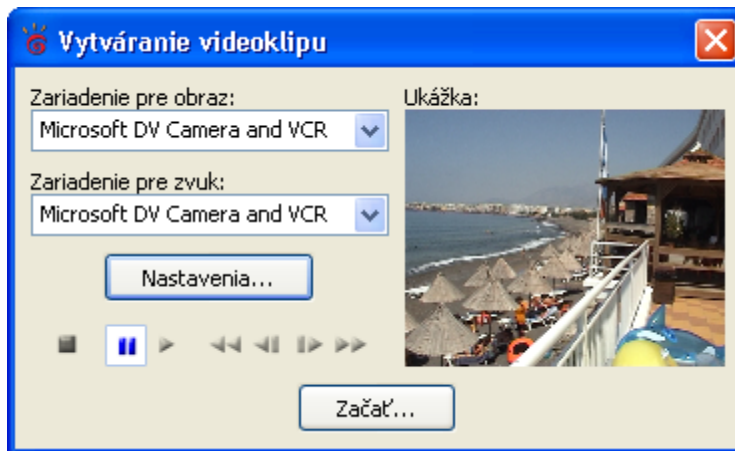 Vytváranie videoklipu
Zariadenie pre obraz:
Microsoft DV Camera and VCR
Zariadenie pre zvuk:
Microsoft DV Camera and VCR
Nastavenia...
Ukážka:
Začať...